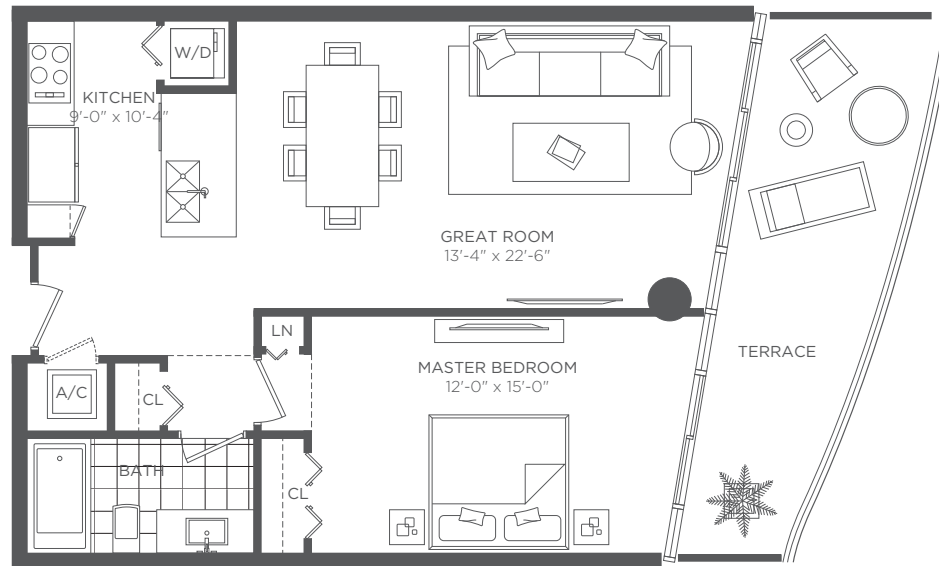 W/D
KITCHEN
9'-0" x 10'-4"
GREAT ROOM
13'-4" x 22'-6"
LN
TERRACE
MASTER BEDROOM
12'-0" x 15'-0"
A/C
CL
BATH
CL